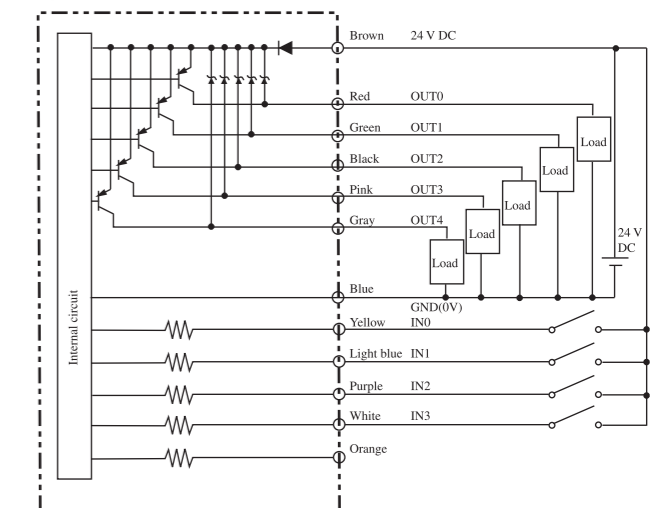 Brown 24 V DC
Red OUT0
Green OUT1
Load
Black OUT2
Load
Pink OUT3
Load
Gray OUT4
Load
24 V
DC
Load
Blue
GND(0V)
Yellow IN0
Internal circuit
Light blue IN1
Purple IN2
White IN3
Orange